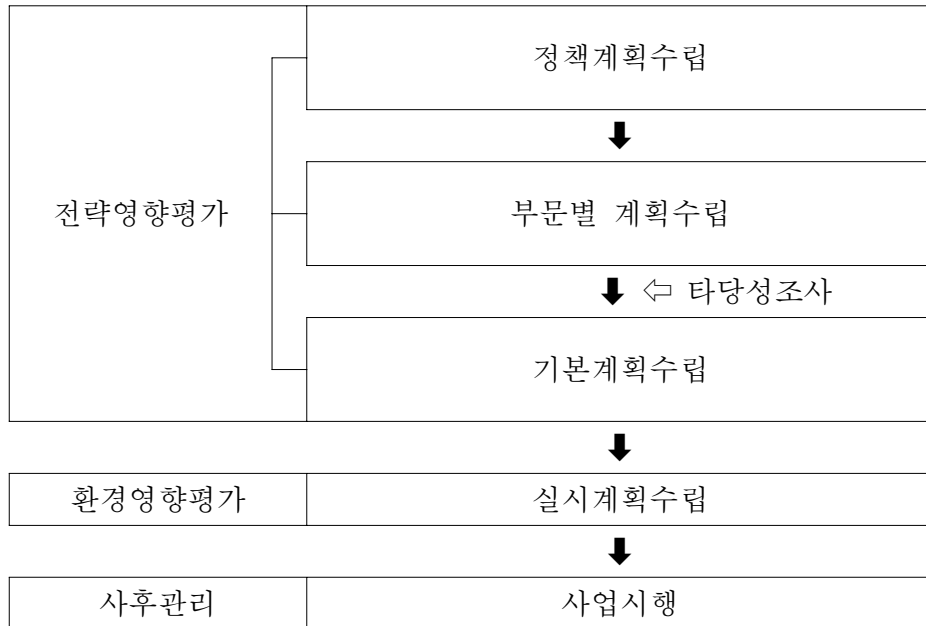 정책계획수립
전략영향평가
부문별 계획수립
타당성조사
기본계획수립
환경영향평가 실시계획수립
사후관리 사업시행